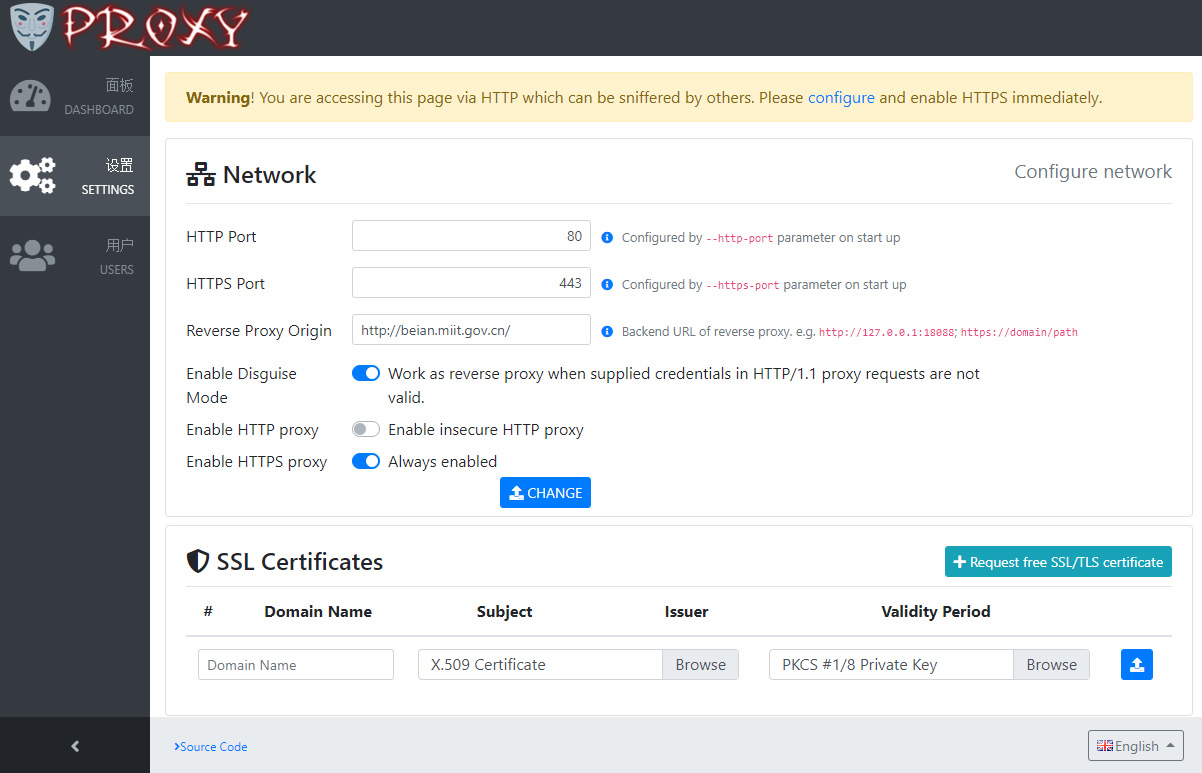 PROXY
面板
DASHBOARD
设置
SETTINGS
用户
USERS
Warning! You are accessing this page via HTTP which can be sniffered by others. Please configure and enable HTTPS immediately.
Network
Configure network
HTTP Port
80
Configured by --http-port parameter on start up
HTTPS Port
443
Configured by --https-port parameter on start up
Reverse Proxy Origin
http://beian.miit.gov.cn/
Backend URL of reverse proxy. e.g. http://127.0.0.1:18088; https://domain/path
Enable Disguise
Mode
Work as reverse proxy when supplied credentials in HTTP/1.1 proxy requests are not
valid.
Enable HTTP proxy
Enable insecure HTTP proxy
Enable HTTPS proxy
Always enabled
CHANGE
SSL Certificates
Request free SSL/TLS certificate
# Domain Name Subject Issuer Validity Period
Domain Name
X.509 Certificate
Browse
PKCS #1/8 Private Key
Browse
Source Code
English